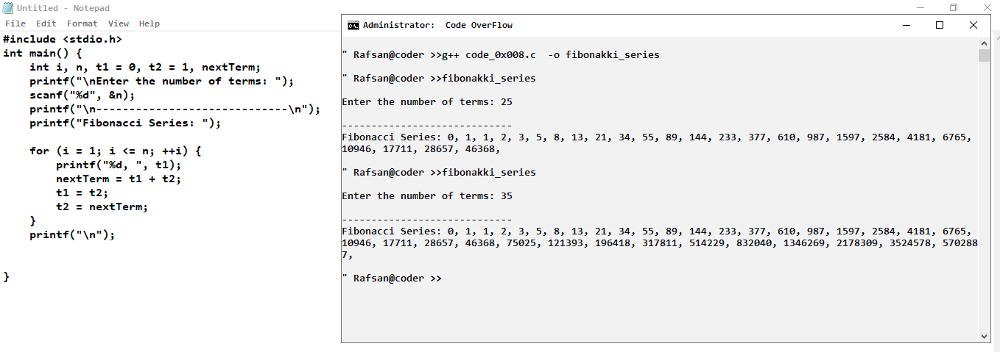 Untitled - Notepad
File Edit Format View Help
#include <stdio.h>
int main() {
    int i, n, t1 = 0, t2 = 1, nextTerm;
    printf("\nEnter the number of terms: ");
    scanf("%d", &n);
    printf("\n-----------------------------\n");
    printf("Fibonacci Series: ");
    for (i = 1; i <= n; ++i) {
        printf("%d, ", t1);
        nextTerm = t1 + t2;
        t1 = t2;
        t2 = nextTerm;
    }
    printf("\n");
}
C:\. Administrator:  Code OverFlow
" Rafsan@coder >>g++ code_0x008.c  -o fibonakki_series
" Rafsan@coder >>fibonakki_series
Enter the number of terms: 25
-----------------------------
Fibonacci Series: 0, 1, 1, 2, 3, 5, 8, 13, 21, 34, 55, 89, 144, 233, 377, 610, 987, 1597, 2584, 4181, 6765,
10946, 17711, 28657, 46368,
" Rafsan@coder >>fibonakki_series
Enter the number of terms: 35
-----------------------------
Fibonacci Series: 0, 1, 1, 2, 3, 5, 8, 13, 21, 34, 55, 89, 144, 233, 377, 610, 987, 1597, 2584, 4181, 6765,
10946, 17711, 28657, 46368, 75025, 121393, 196418, 317811, 514229, 832040, 1346269, 2178309, 3524578, 570288
7,
" Rafsan@coder >>